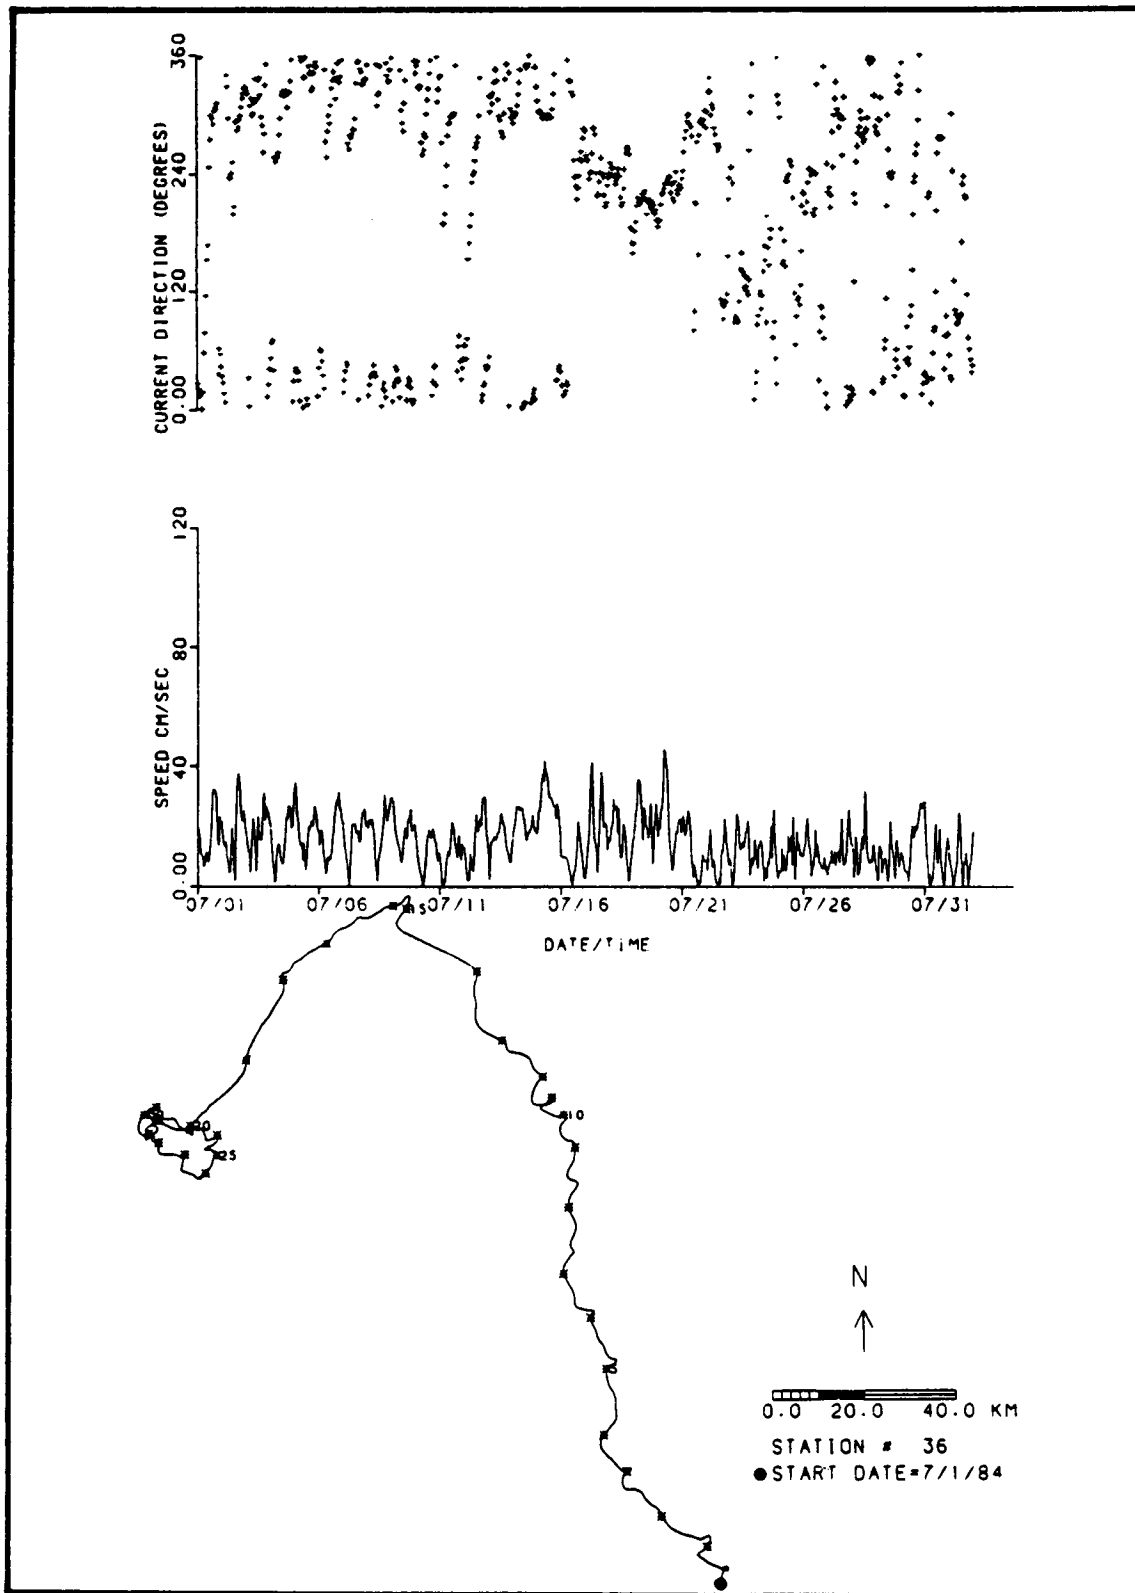 360
240
120
0.00
CURRENT DIRECTION (DEGREES)
120
80
40
0.00
SPEED CM/SEC
07/01 07/06 07/11 07/16 07/21 07/26 07/31
DATE/TIME
15
10
20
25
N
0.0 20.0 40.0 KM
STATION # 36
START DATE=7/1/84